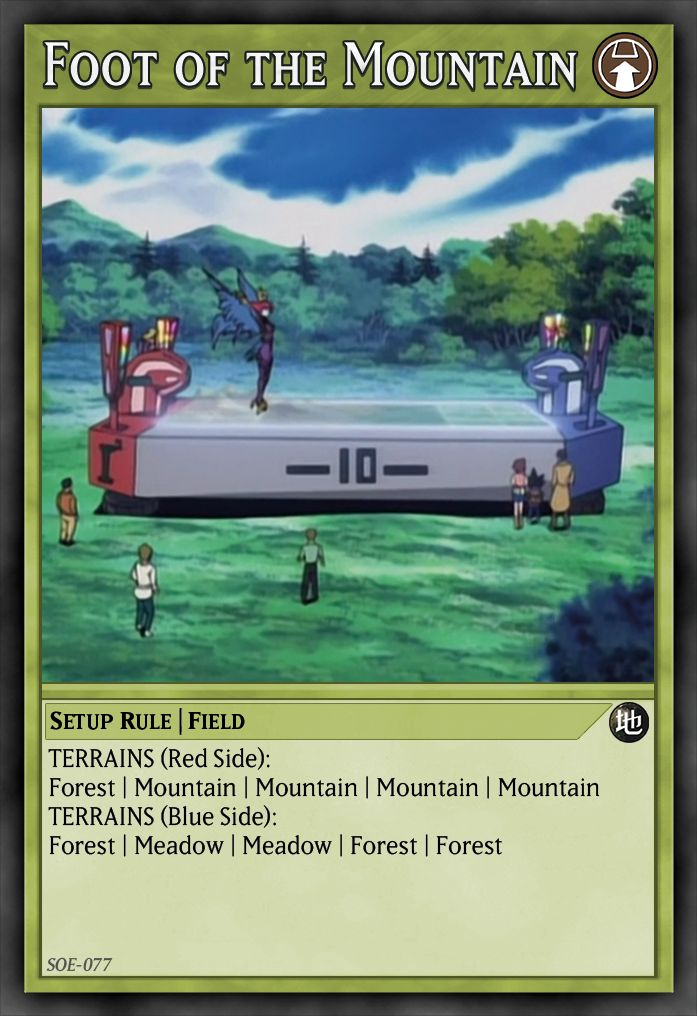 Foot of the Mountain
I
—10—
Setup Rule | Field
TERRAINS (Red Side):
Forest | Mountain | Mountain | Mountain | Mountain
TERRAINS (Blue Side):
Forest | Meadow | Meadow | Forest | Forest
SOE-077